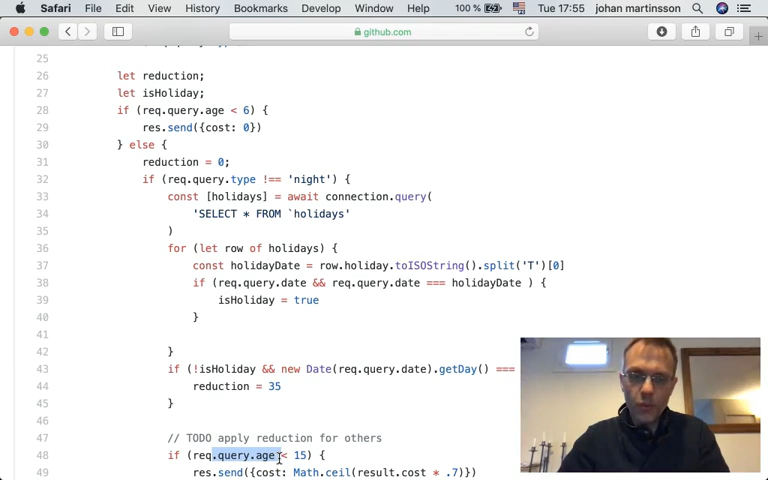 Safari File Edit View History Bookmarks Develop Window Help 100 % Tue 17:55 johan martinsson
github.com
25
26 let reduction;
27 let isHoliday;
28 if (req.query.age < 6) {
29 res.send({cost: 0})
30 } else {
31 reduction = 0;
32 if (req.query.type !== 'night') {
33 const [holidays] = await connection.query(
34 'SELECT * FROM `holidays'
35 )
36 for (let row of holidays) {
37 const holidayDate = row.holiday.toISOString().split('T')[0]
38 if (req.query.date && req.query.date === holidayDate ) {
39 isHoliday = true
40 }
41
42 }
43 if (!isHoliday && new Date(req.query.date).getDay() ===
44 reduction = 35
45 }
46
47 // TODO apply reduction for others
48 if (req.query.age < 15) {
49 res.send({cost: Math.ceil(result.cost * .7)})